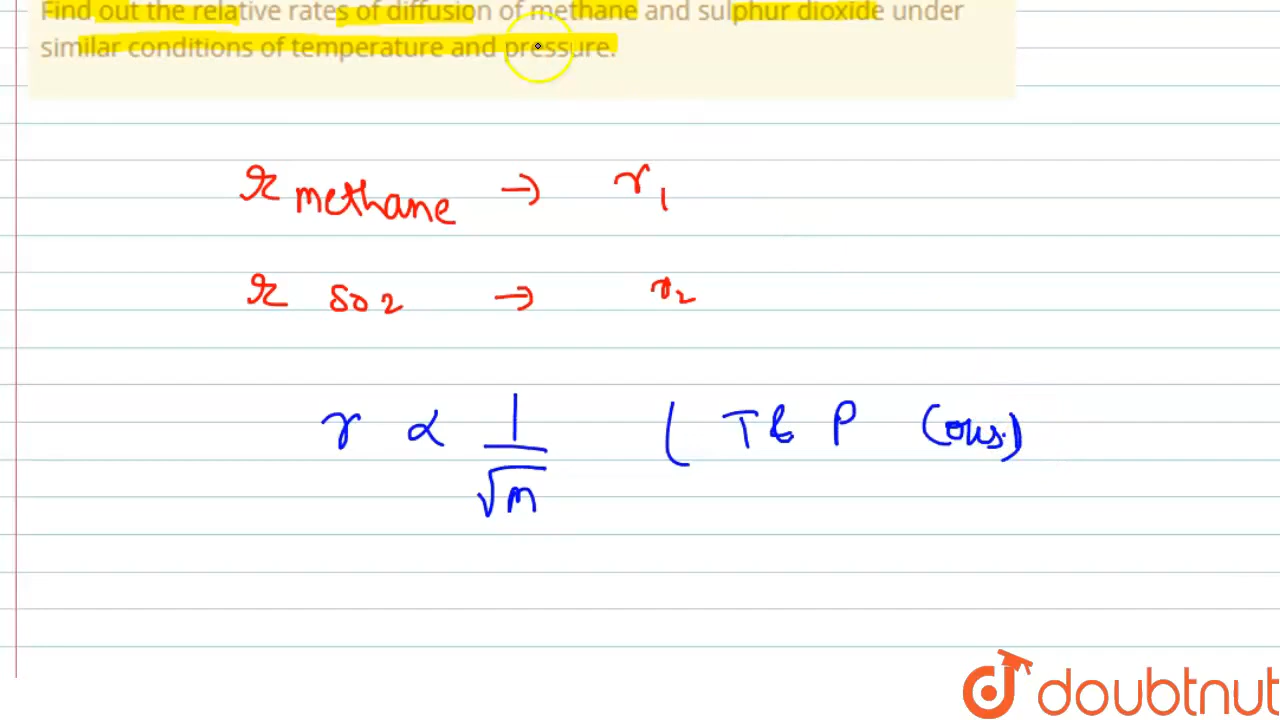 Find out the relative rates of diffusion of methane and sulphur dioxide under
similar conditions of temperature and pressure.
r methane → r1
r SO2 → r2
r ∝ 1/√m ( T & P cons.)
doubtnut